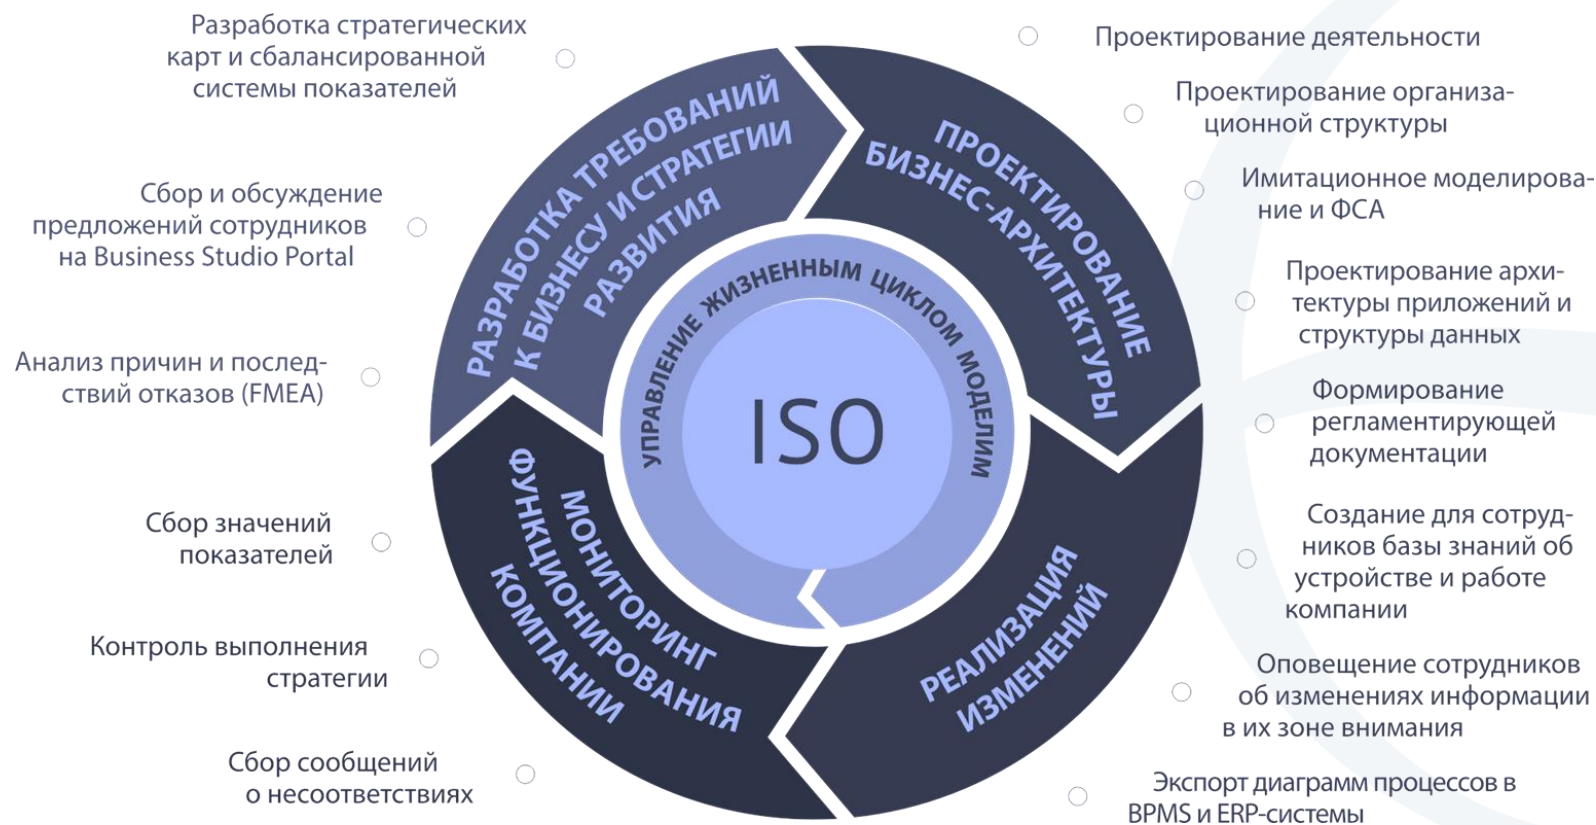 Разработка стратегических
карт и сбалансированной
системы показателей
Сбор и обсуждение
предложений сотрудников
на Business Studio Portal
Анализ причин и послед-
ствий отказов (FMEA)
Сбор значений
показателей
Контроль выполнения
стратегии
Сбор сообщений
о несоответствиях
РАЗРАБОТКА ТРЕБОВАНИЙ
К БИЗНЕСУ И СТРАТЕГИИ
РАЗВИТИЯ
ПРОЕКТИРОВАНИЕ
БИЗНЕС-АРХИТЕКТУРЫ
РЕАЛИЗАЦИЯ
ИЗМЕНЕНИЙ
МОНИТОРИНГ
ФУНКЦИОНИРОВАНИЯ
КОМПАНИИ
УПРАВЛЕНИЕ ЖИЗНЕННЫМ ЦИКЛОМ МОДЕЛИМ
ISO
Проектирование деятельности
Проектирование организа-
ционной структуры
Имитационное моделирова-
ние и ФСА
Проектирование архи-
тектуры приложений и
структуры данных
Формирование
регламентирующей
документации
Создание для сотруд-
ников базы знаний об
устройстве и работе
компании
Оповещение сотрудников
об изменениях информации
в их зоне внимания
Экспорт диаграмм процессов в
BPMS и ERP-системы